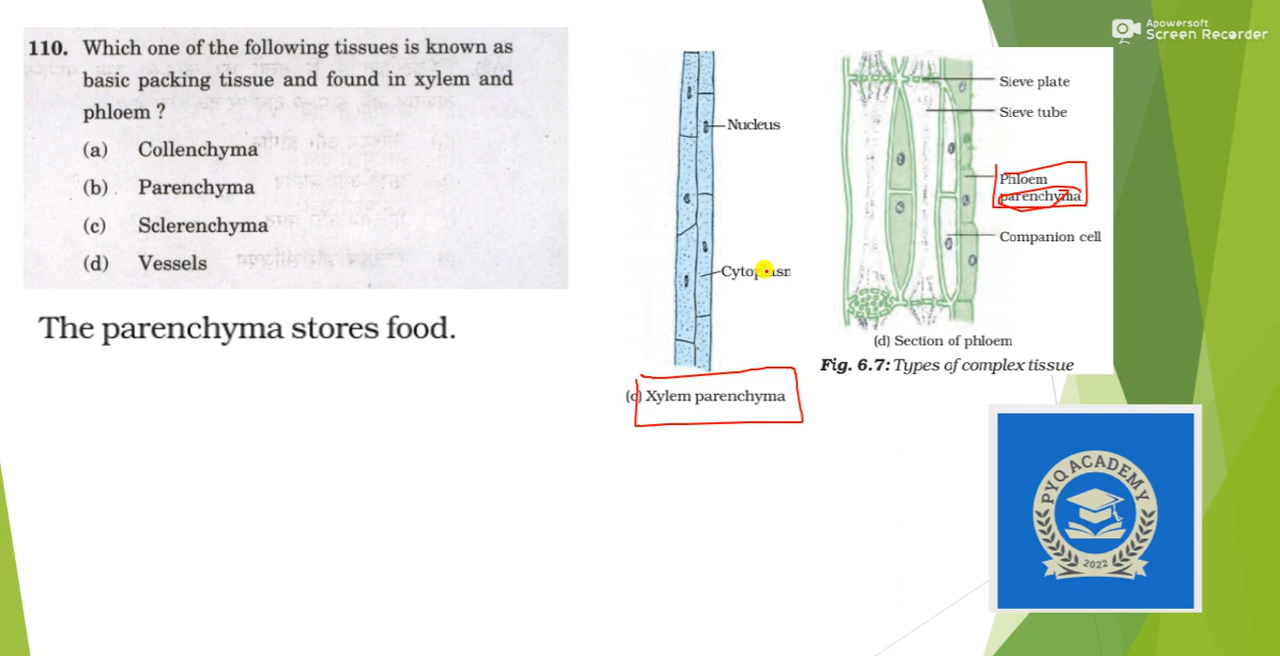 110. Which one of the following tissues is known as
basic packing tissue and found in xylem and
phloem ?
(a) Collenchyma
(b) Parenchyma
(c) Sclerenchyma
(d) Vessels
The parenchyma stores food.
Nucleus
(c) Xylem parenchyma
Sieve plate
Sieve tube
Phloem
parenchyma
Companion cell
(d) Section of phloem
Fig. 6.7: Types of complex tissue
Apowersoft
Screen Recorder
PYQ ACADEMY
2022